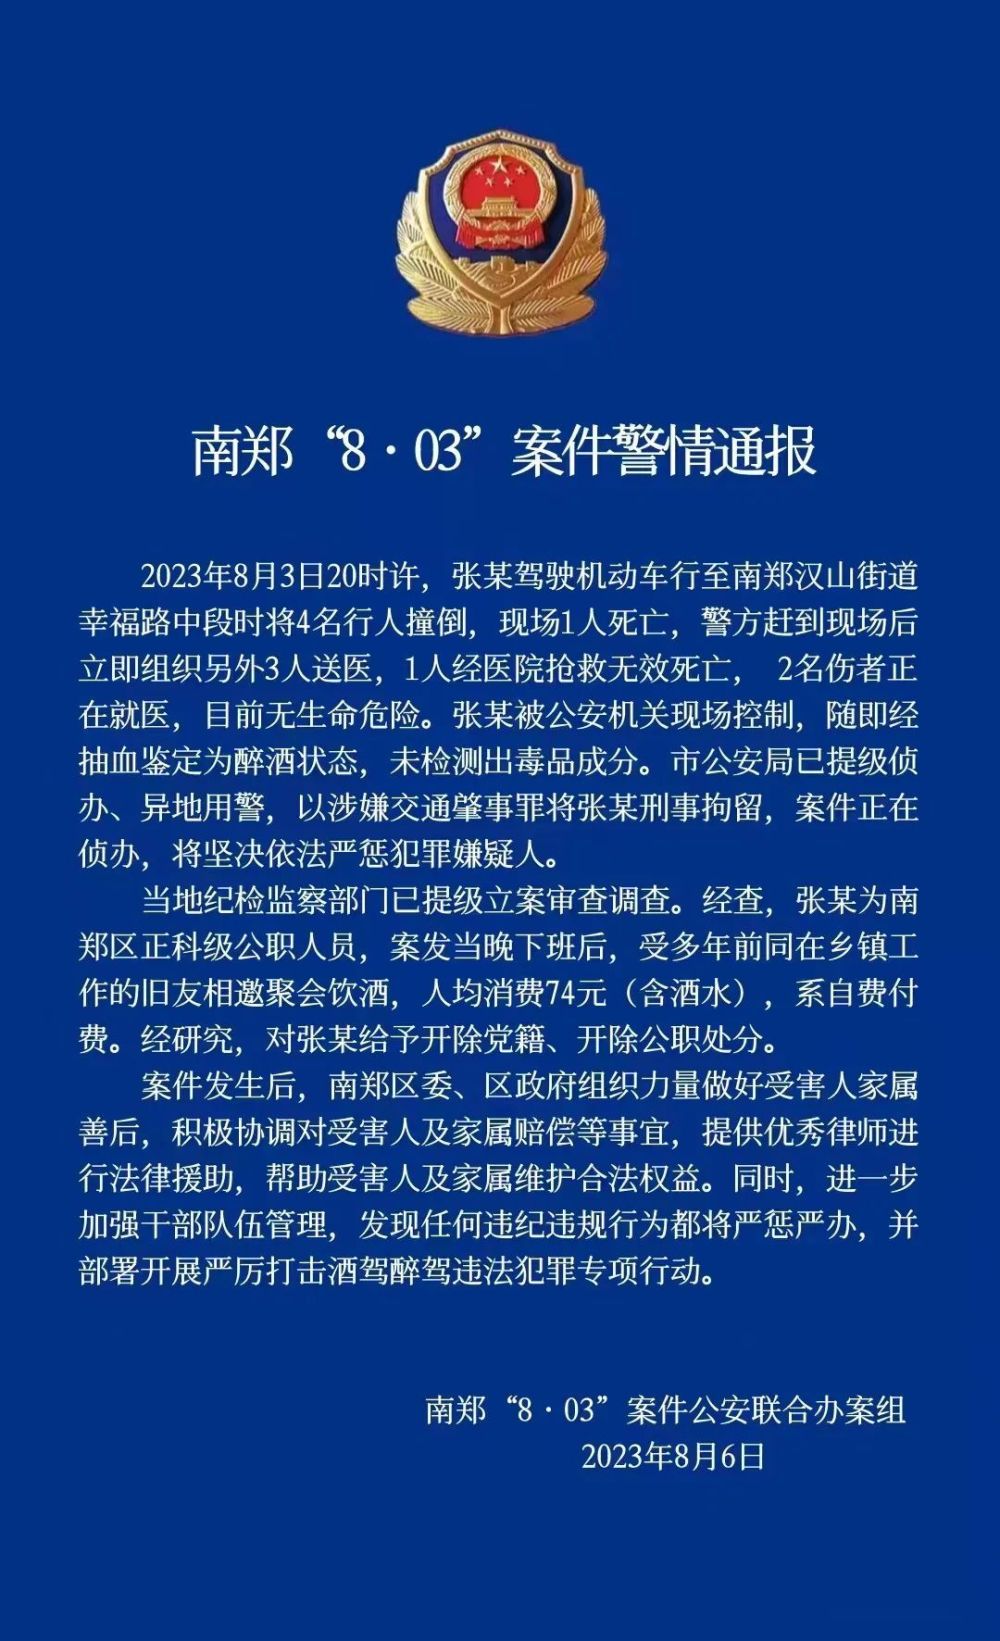 南郑“8·03”案件警情通报
2023年8月3日20时许，张某驾驶机动车行至南郑汉山街道
幸福路中段时将4名行人撞倒，现场1人死亡，警方赶到现场后
立即组织另外3人送医，1人经医院抢救无效死亡， 2名伤者正
在就医，目前无生命危险。张某被公安机关现场控制，随即经
抽血鉴定为醉酒状态，未检测出毒品成分。市公安局已提级侦
办、异地用警，以涉嫌交通肇事罪将张某刑事拘留，案件正在
侦办，将坚决依法严惩犯罪嫌疑人。
当地纪检监察部门已提级立案审查调查。经查，张某为南
郑区正科级公职人员，案发当晚下班后，受多年前同在乡镇工
作的旧友相邀聚会饮酒，人均消费74元（含酒水），系自费付
费。经研究，对张某给予开除党籍、开除公职处分。
案件发生后，南郑区委、区政府组织力量做好受害人家属
善后，积极协调对受害人及家属赔偿等事宜，提供优秀律师进
行法律援助，帮助受害人及家属维护合法权益。同时，进一步
加强干部队伍管理，发现任何违纪违规行为都将严惩严办，并
部署开展严厉打击酒驾醉驾违法犯罪专项行动。
南郑“8·03”案件公安联合办案组
2023年8月6日